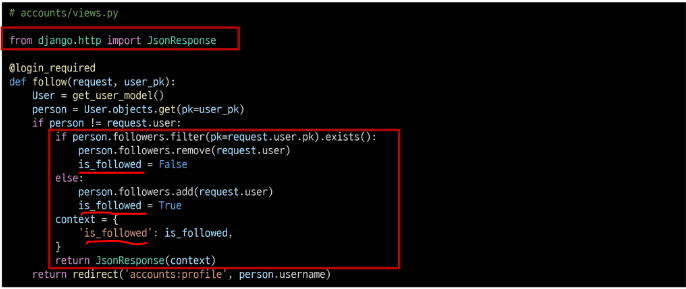 # accounts/views.py
from django.http import JsonResponse
@login_required
def follow(request, user_pk):
    User = get_user_model()
    person = User.objects.get(pk=user_pk)
    if person != request.user:
        if person.followers.filter(pk=request.user.pk).exists():
            person.followers.remove(request.user)
            is_followed = False
        else:
            person.followers.add(request.user)
            is_followed = True
        context = {
            'is_followed': is_followed,
        }
        return JsonResponse(context)
    return redirect('accounts:profile', person.username)